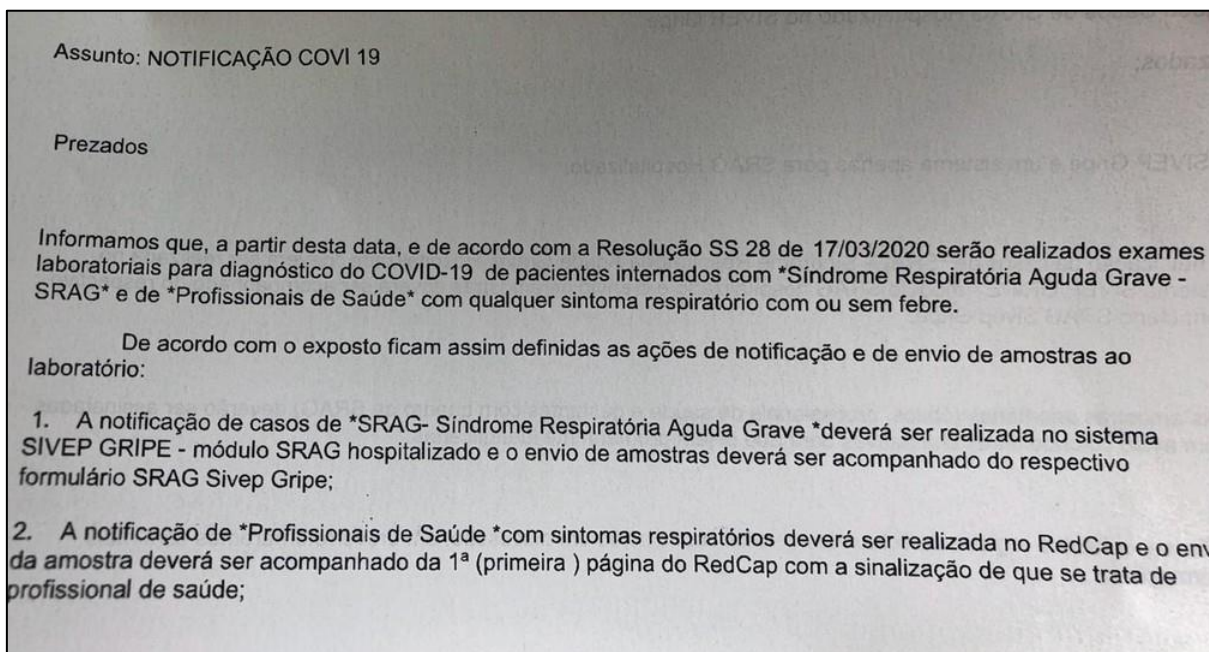 Assunto: NOTIFICAÇÃO COVI 19
Prezados
Informamos que, a partir desta data, e de acordo com a Resolução SS 28 de 17/03/2020 serão realizados exames
laboratoriais para diagnóstico do COVID-19 de pacientes internados com *Síndrome Respiratória Aguda Grave -
SRAG* e de *Profissionais de Saúde* com qualquer sintoma respiratório com ou sem febre.
De acordo com o exposto ficam assim definidas as ações de notificação e de envio de amostras ao
laboratório:
1. A notificação de casos de *SRAG- Síndrome Respiratória Aguda Grave *deverá ser realizada no sistema
SIVEP GRIPE - módulo SRAG hospitalizado e o envio de amostras deverá ser acompanhado do respectivo
formulário SRAG Sivep Gripe;
2. A notificação de *Profissionais de Saúde *com sintomas respiratórios deverá ser realizada no RedCap e o env
da amostra deverá ser acompanhado da 1ª (primeira ) página do RedCap com a sinalização de que se trata de
profissional de saúde;